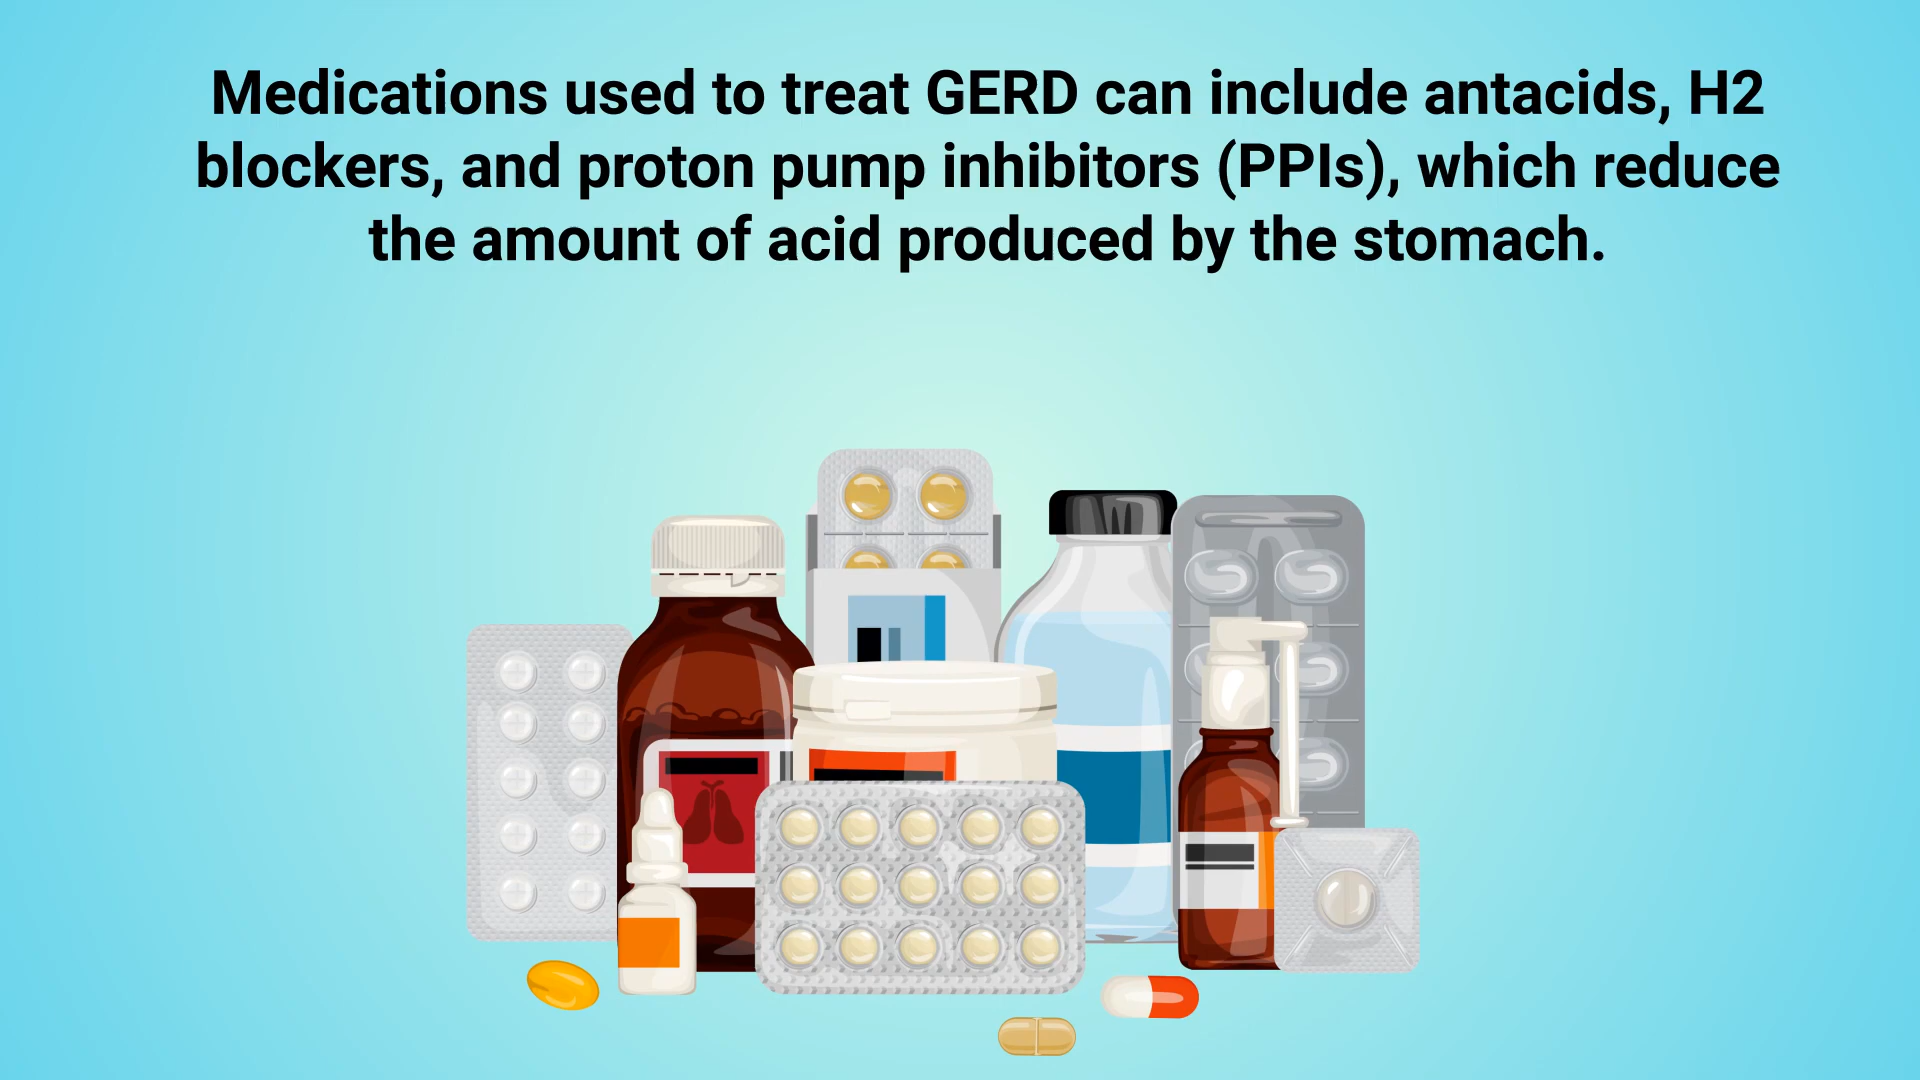 Medications used to treat GERD can include antacids, H2
blockers, and proton pump inhibitors (PPIs), which reduce
the amount of acid produced by the stomach.